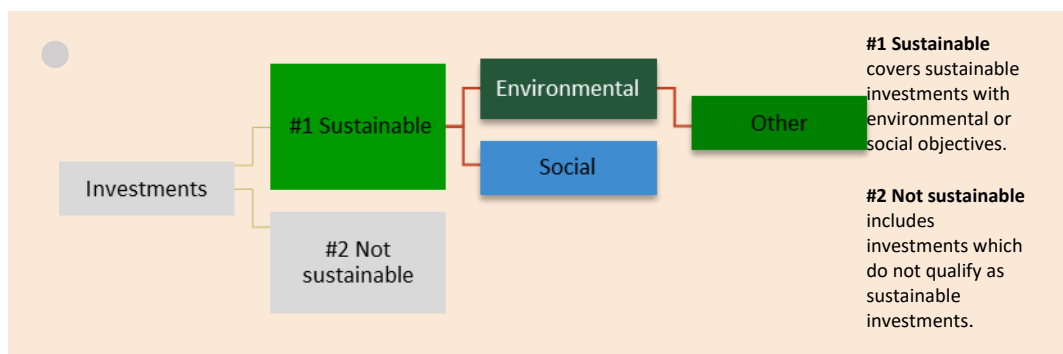 Investments
#1 Sustainable
#2 Not
sustainable
Environmental
Social
Other
#1 Sustainable
covers sustainable
investments with
environmental or
social objectives.
#2 Not sustainable
includes
investments which
do not qualify as
sustainable
investments.